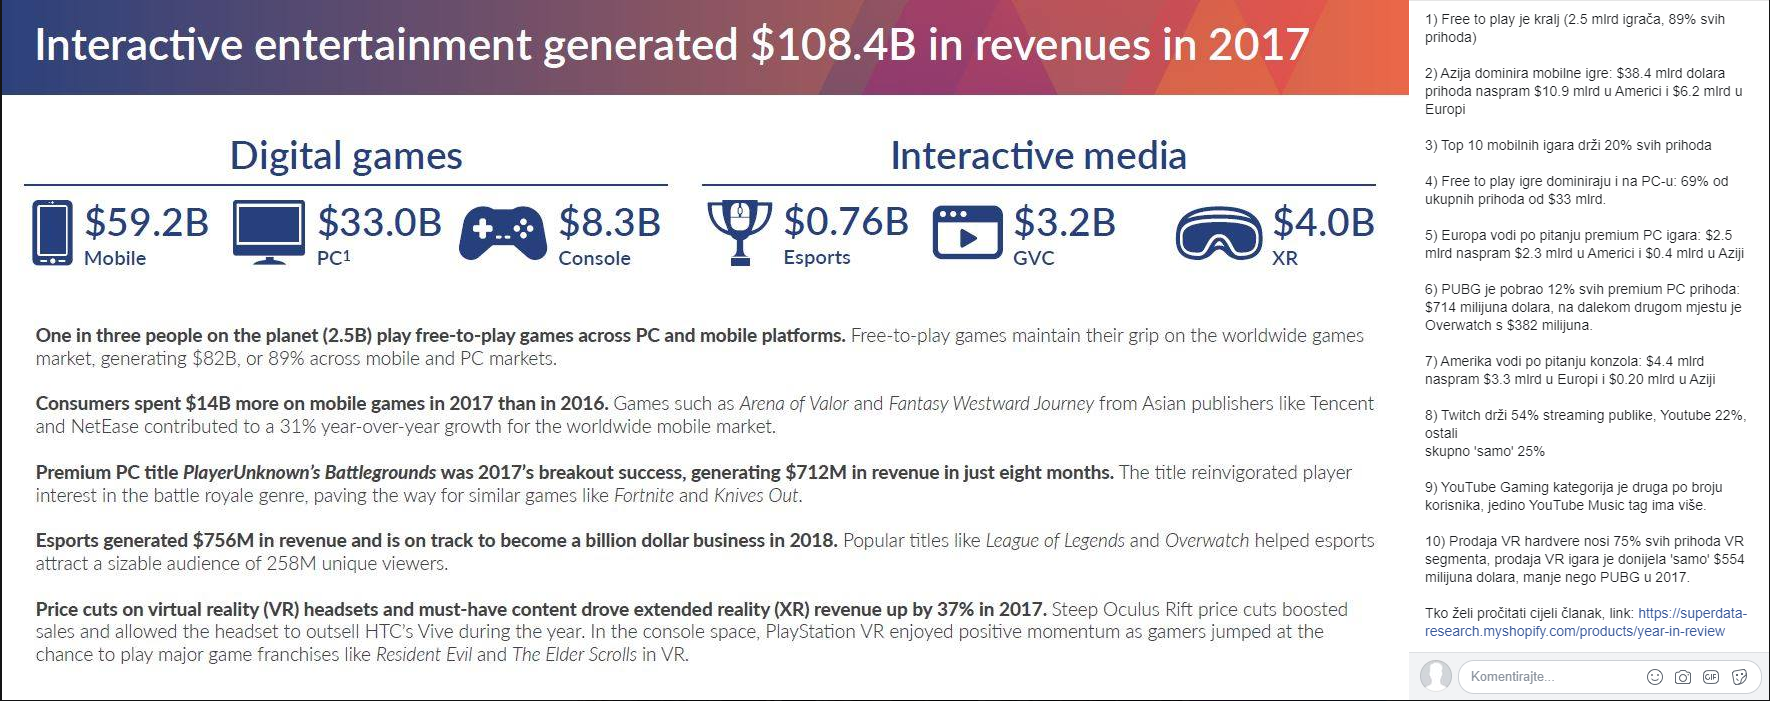 Interactive entertainment generated $108.4B in revenues in 2017
Digital games
$59.2B
Mobile
$33.0B
PC1
$8.3B
Console
Interactive media
$0.76B
Esports
$3.2B
GVC
$4.0B
XR
One in three people on the planet (2.5B) play free-to-play games across PC and mobile platforms. Free-to-play games maintain their grip on the worldwide games
market, generating $82B, or 89% across mobile and PC markets.
Consumers spent $14B more on mobile games in 2017 than in 2016. Games such as Arena of Valor and Fantasy Westward Journey from Asian publishers like Tencent
and NetEase contributed to a 31% year-over-year growth for the worldwide mobile market.
Premium PC title PlayerUnknown's Battlegrounds was 2017's breakout success, generating $712M in revenue in just eight months. The title reinvigorated player
interest in the battle royale genre, paving the way for similar games like Fortnite and Knives Out.
Esports generated $756M in revenue and is on track to become a billion dollar business in 2018. Popular titles like League of Legends and Overwatch helped esports
attract a sizable audience of 258M unique viewers.
Price cuts on virtual reality (VR) headsets and must-have content drove extended reality (XR) revenue up by 37% in 2017. Steep Oculus Rift price cuts boosted
sales and allowed the headset to outsell HTC's Vive during the year. In the console space, PlayStation VR enjoyed positive momentum as gamers jumped at the
chance to play major game franchises like Resident Evil and The Elder Scrolls in VR.
1) Free to play je kralj (2.5 mlrd igrača, 89% svih
prihoda)
2) Azija dominira mobilne igre: $38.4 mlrd dolara
prihoda naspram $10.9 mlrd u Americi i $6.2 mlrd u
Europi
3) Top 10 mobilnih igara drži 20% svih prihoda
4) Free to play igre dominiraju i na PC-u: 69% od
ukupnih prihoda od $33 mlrd.
5) Europa vodi po pitanju premium PC igara: $2.5
mlrd naspram $2.3 mlrd u Americi i $0.4 mlrd u Aziji
6) PUBG je pobrao 12% svih premium PC prihoda:
$714 milijuna dolara, na dalekom drugom mjestu je
Overwatch s $382 milijuna.
7) Amerika vodi po pitanju konzola: $4.4 mlrd
naspram $3.3 mlrd u Europi i $0.20 mlrd u Aziji
8) Twitch drži 54% streaming publike, Youtube 22%,
ostali
skupno 'samo' 25%
9) YouTube Gaming kategorija je druga po broju
korisnika, jedino YouTube Music tag ima više.
10) Prodaja VR hardvere nosi 75% svih prihoda VR
segmenta, prodaja VR igara je donijela 'samo' $554
milijuna dolara, manje nego PUBG u 2017.
Tko želi pročitati cijeli članak, link: https://superdata-
research.myshopify.com/products/year-in-review
Komentirajte...
GIF